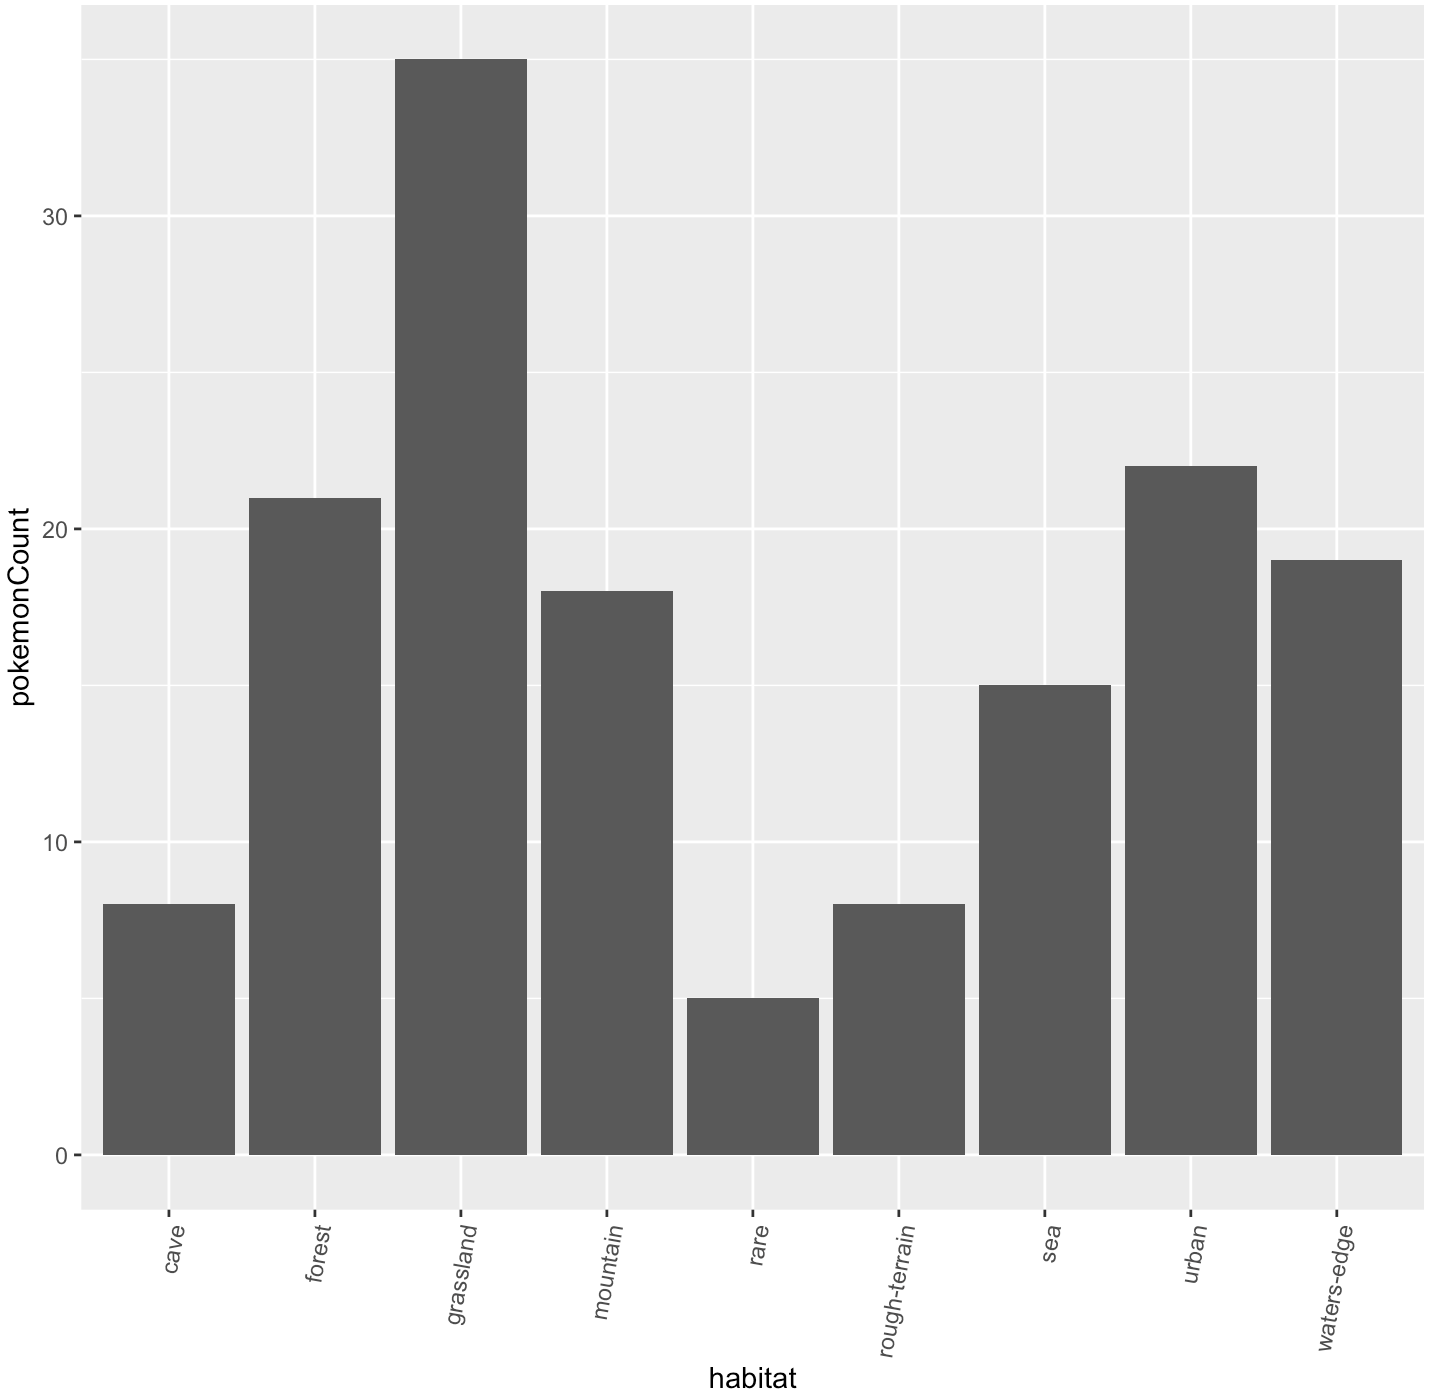 pokemonCount
30
20
10
0
cave
forest
grassland
mountain
rare
rough-terrain
sea
urban
waters-edge
habitat